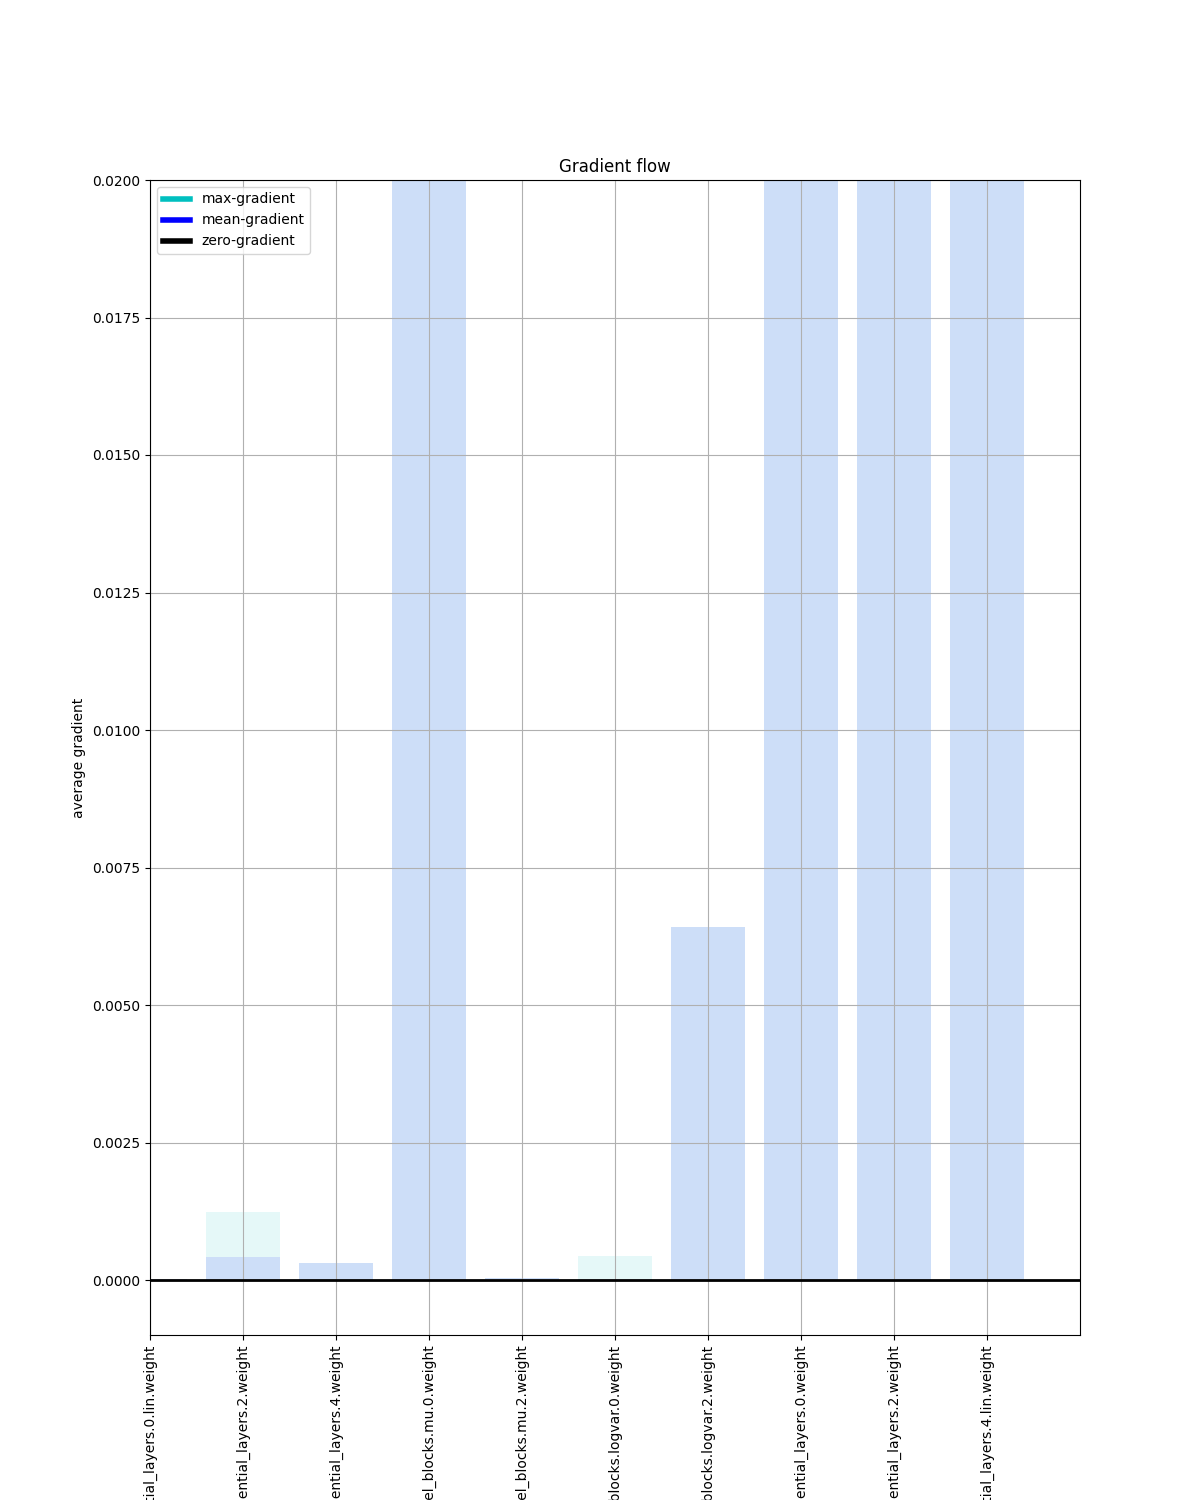 Gradient flow
max-gradient
mean-gradient
zero-gradient
0.0200
0.0175
0.0150
0.0125
0.0100
0.0075
0.0050
0.0025
0.0000
average gradient
tial_layers.0.lin.weight
ential_layers.2.weight
ential_layers.4.weight
el_blocks.mu.0.weight
el_blocks.mu.2.weight
blocks.logvar.0.weight
blocks.logvar.2.weight
ential_layers.0.weight
ential_layers.2.weight
tial_layers.4.lin.weight